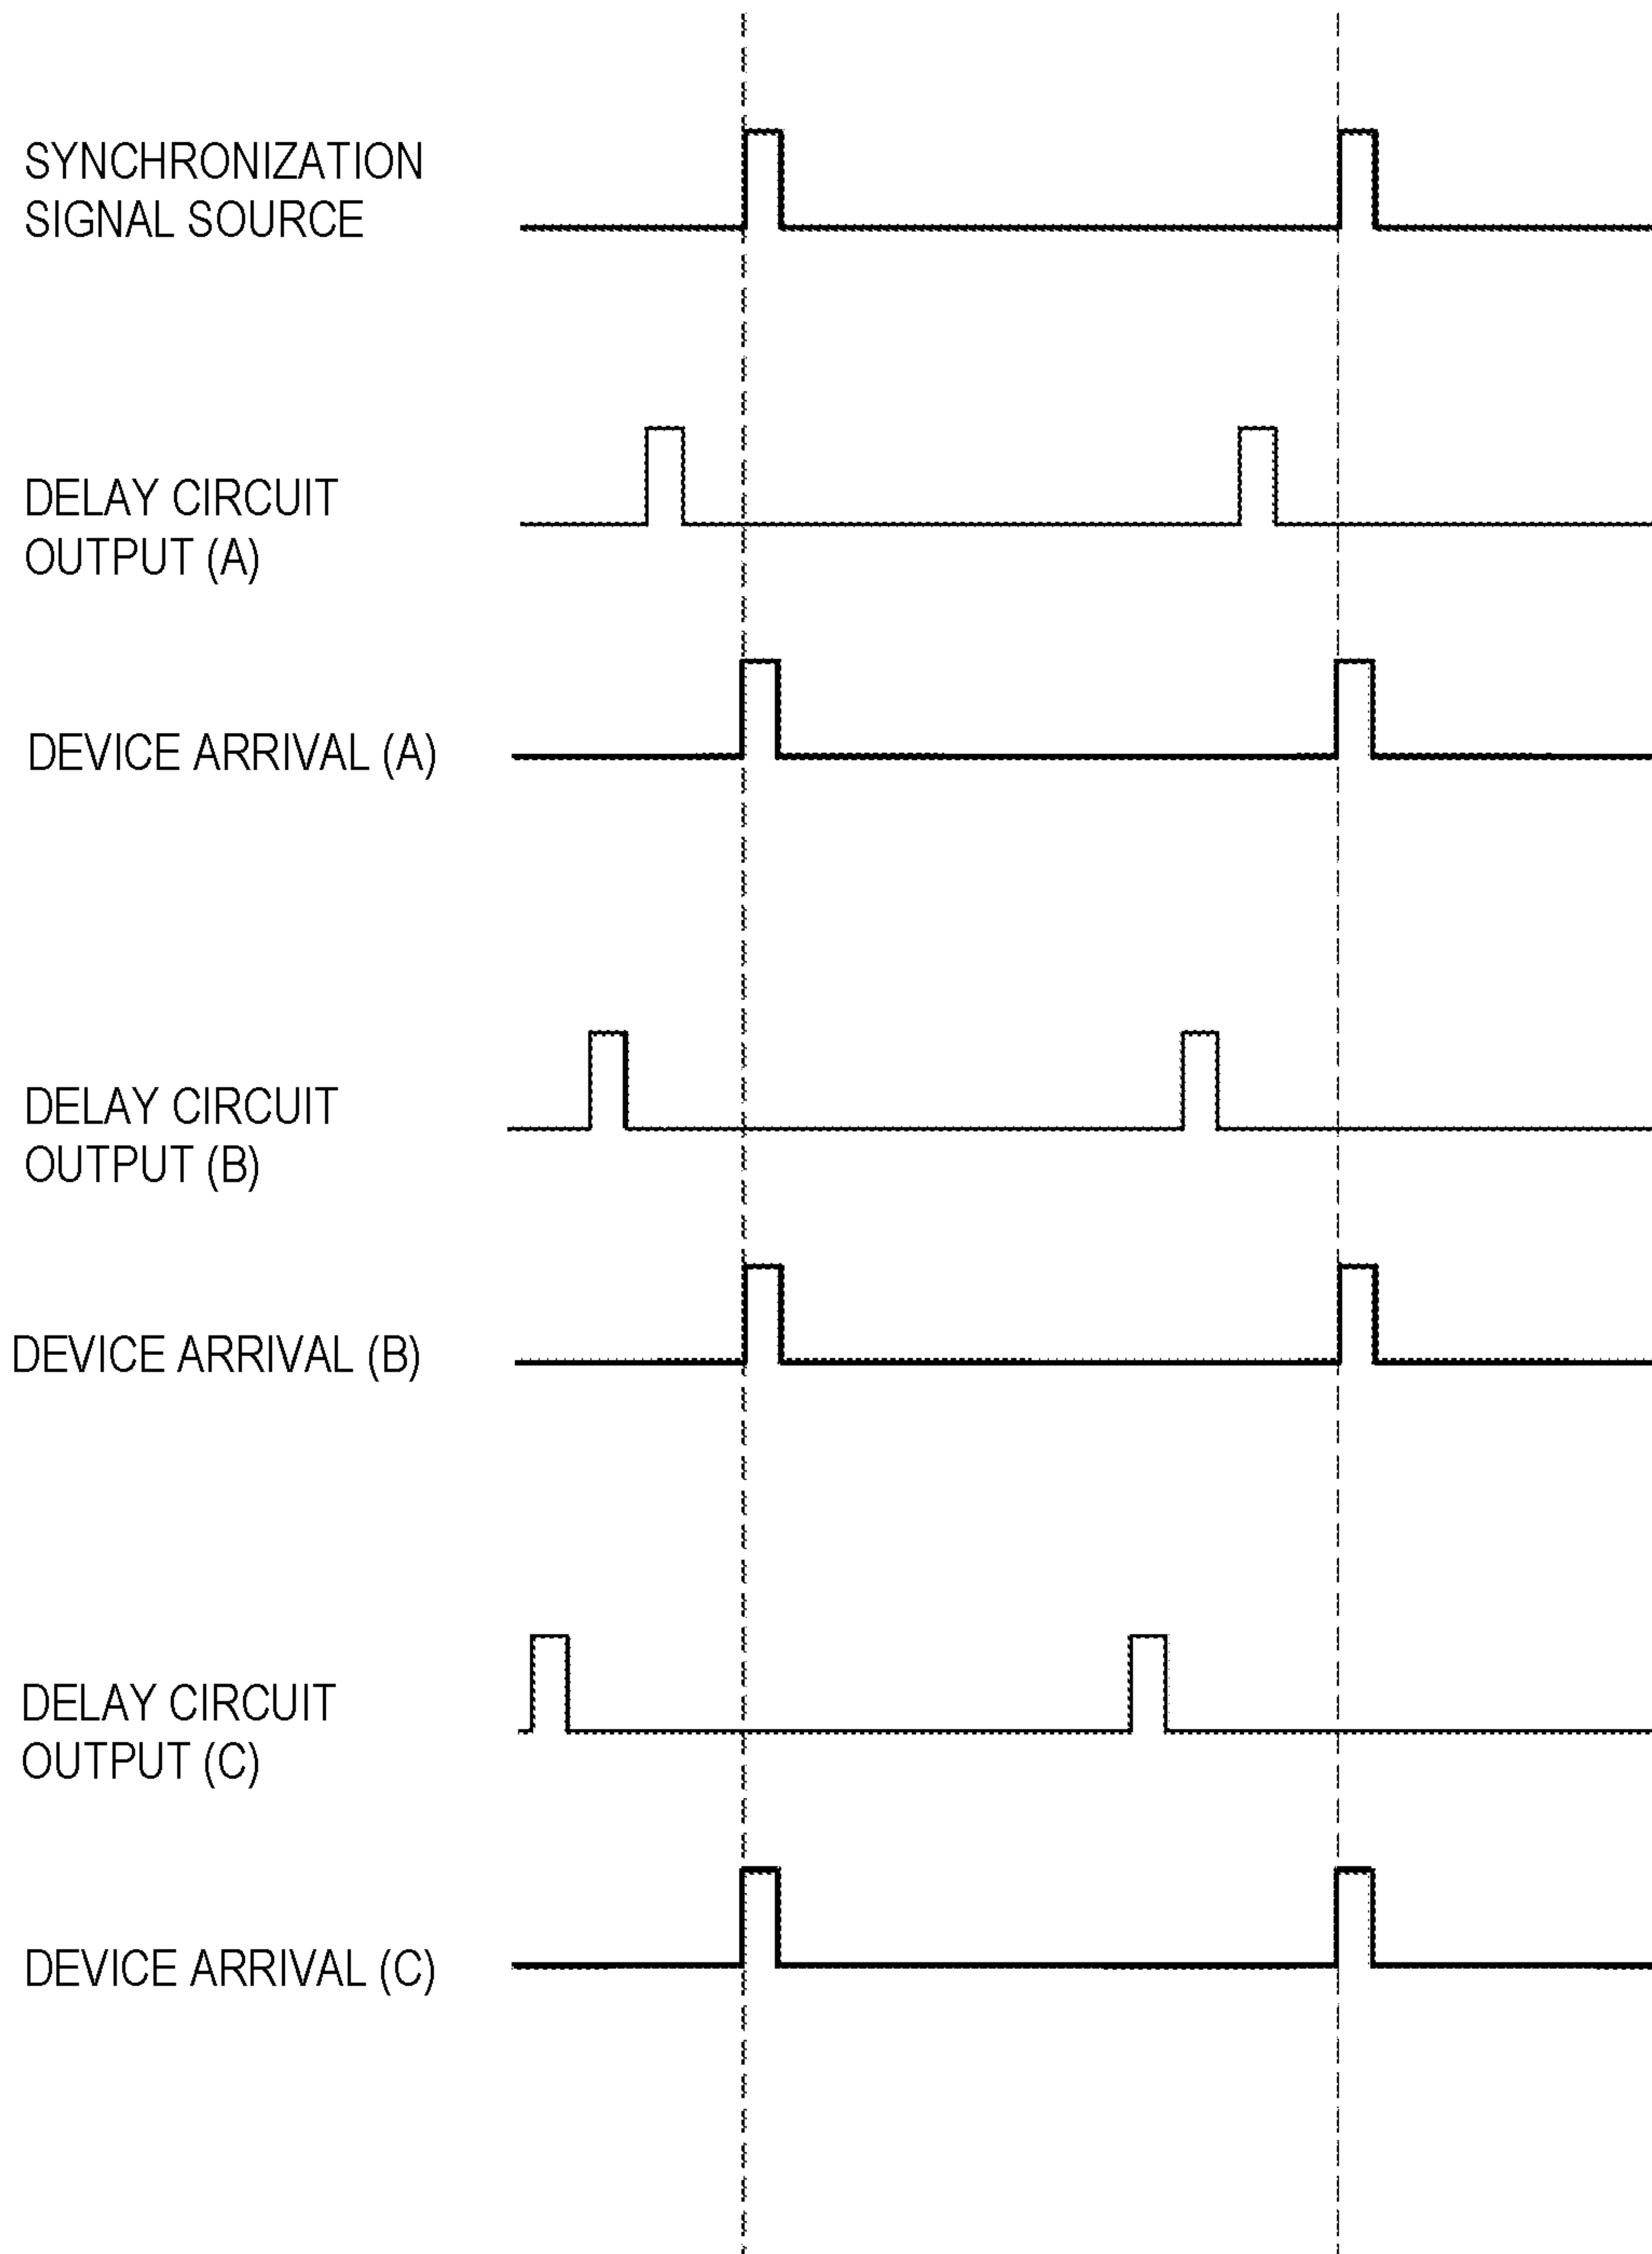 SYNCHRONIZATION
SIGNAL SOURCE
DELAY CIRCUIT
OUTPUT (A)
DEVICE ARRIVAL (A)
DELAY CIRCUIT
OUTPUT (B)
DEVICE ARRIVAL (B)
DELAY CIRCUIT
OUTPUT (C)
DEVICE ARRIVAL (C)